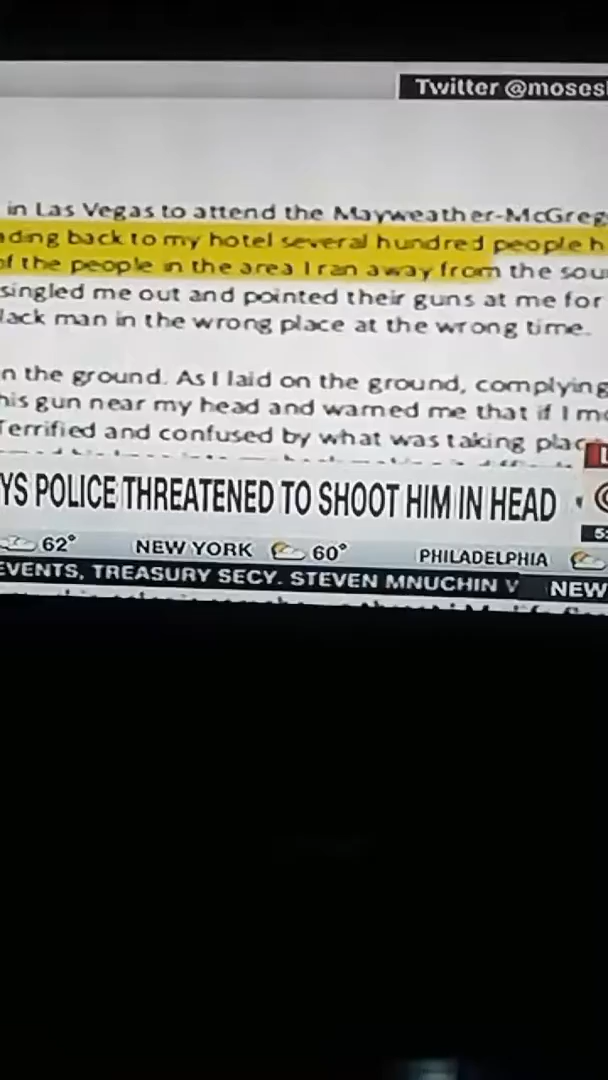 Twitter @moses
in Las Vegas to attend the Mayweather-McGreg
ading back to my hotel several hundred people h
of the people in the area I ran away from the sou
singled me out and pointed their guns at me for
lack man in the wrong place at the wrong time.
n the ground. As I laid on the ground, complying
his gun near my head and warned me that if I mo
Terrified and confused by what was taking plac
YS POLICE THREATENED TO SHOOT HIM IN HEAD
62° NEW YORK 60° PHILADELPHIA
EVENTS, TREASURY SECY. STEVEN MNUCHIN V NEW